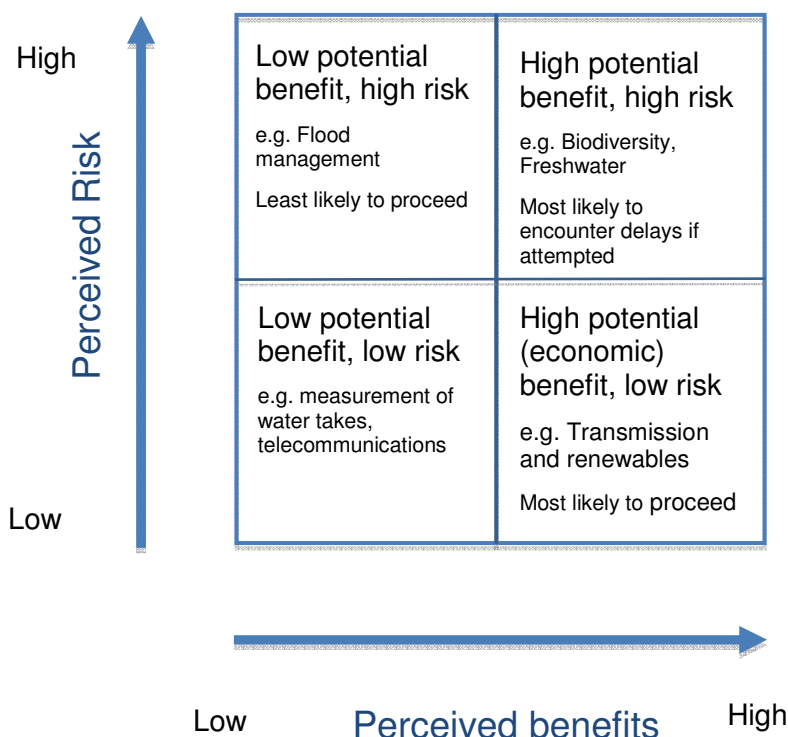 High
Perceived Risk
Low
Low potential
benefit, high risk
e.g. Flood
management
Least likely to proceed
High potential
benefit, high risk
e.g. Biodiversity,
Freshwater
Most likely to
encounter delays if
attempted
Low potential
benefit, low risk
e.g. measurement of
water takes,
telecommunications
High potential
(economic)
benefit, low risk
e.g. Transmission
and renewables
Most likely to proceed
Low
Perceived benefits
High